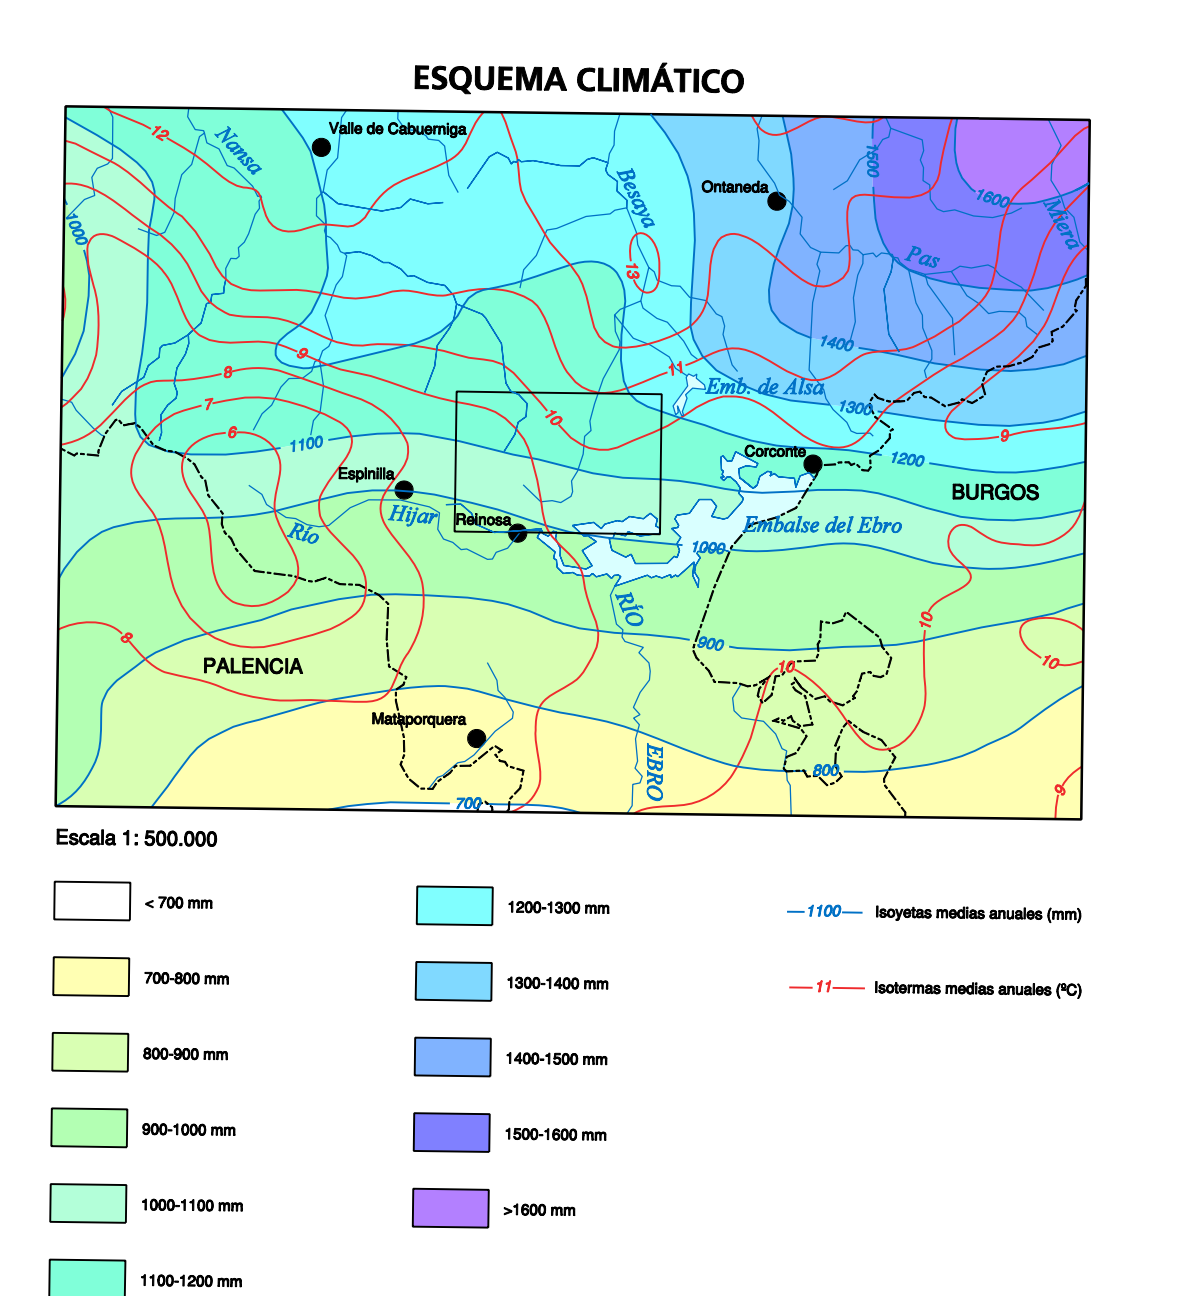 ESQUEMA CLIMÁTICO
Valle de Cabuerniga
12
Nansa
1500
Besaya
Ontaneda
1600
Miera
1000
Pas
13
1400
9
8
11
Emb. de Alsa
7
1300
10
6
1100
9
Corconte
1200
Espinilla
BURGOS
Hijar
Reinosa
Río
Embalse del Ebro
1000
RÍO
10
8
900
PALENCIA
10
10
Mataporquera
EBRO
800
9
700
Escala 1: 500.000
< 700 mm
1200-1300 mm
1100
Isoyetas medias anuales (mm)
700-800 mm
1300-1400 mm
11
Isotermas medias anuales (ºC)
800-900 mm
1400-1500 mm
900-1000 mm
1500-1600 mm
1000-1100 mm
>1600 mm
1100-1200 mm